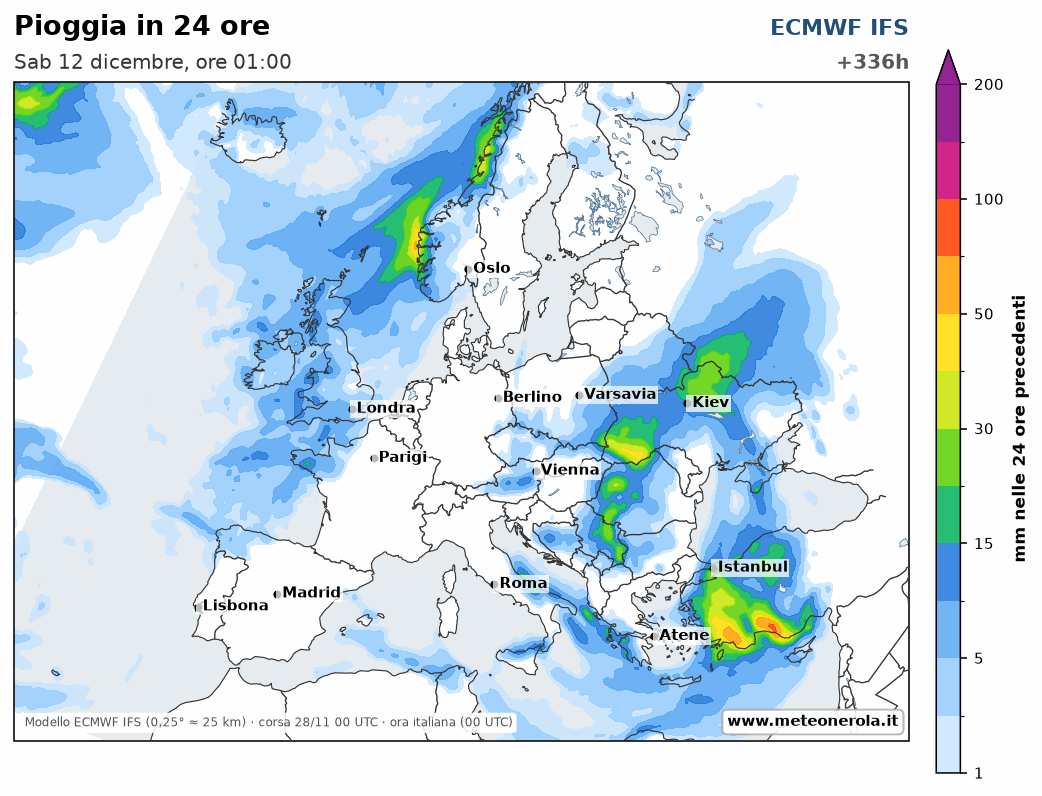 Pioggia in 24 ore
ECMWF IFS
Sab 12 dicembre, ore 01:00
+336h
200
100
50
30
15
5
1
mm nelle 24 ore precedenti
Oslo
Berlino
Varsavia
Kiev
Londra
Parigi
Vienna
Istanbul
Roma
Madrid
Lisbona
Atene
Modello ECMWF IFS (0,25° ≈ 25 km) · corsa 28/11 00 UTC · ora italiana (00 UTC)
www.meteonerola.it